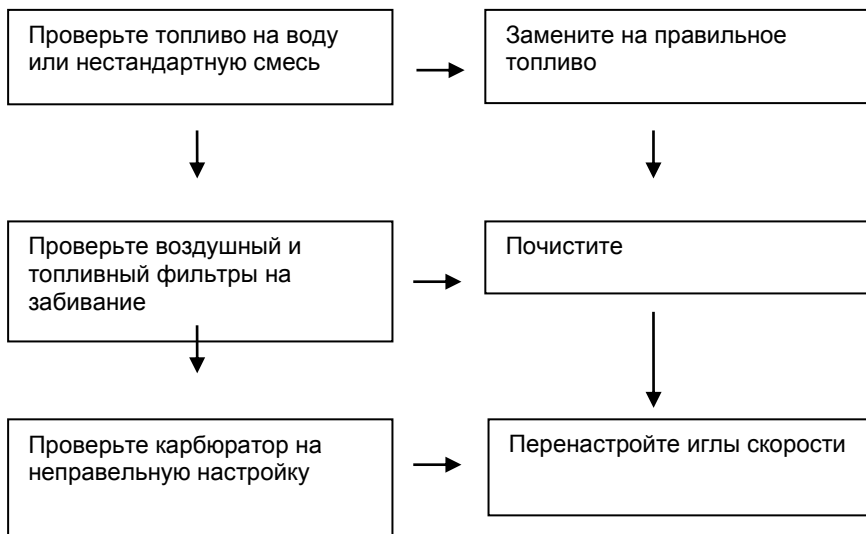 Проверьте топливо на воду
или нестандартную смесь
Замените на правильное
топливо
Проверьте воздушный и
топливный фильтры на
забивание
Почистите
Проверьте карбюратор на
неправельную настройку
Перенастройте иглы скорости